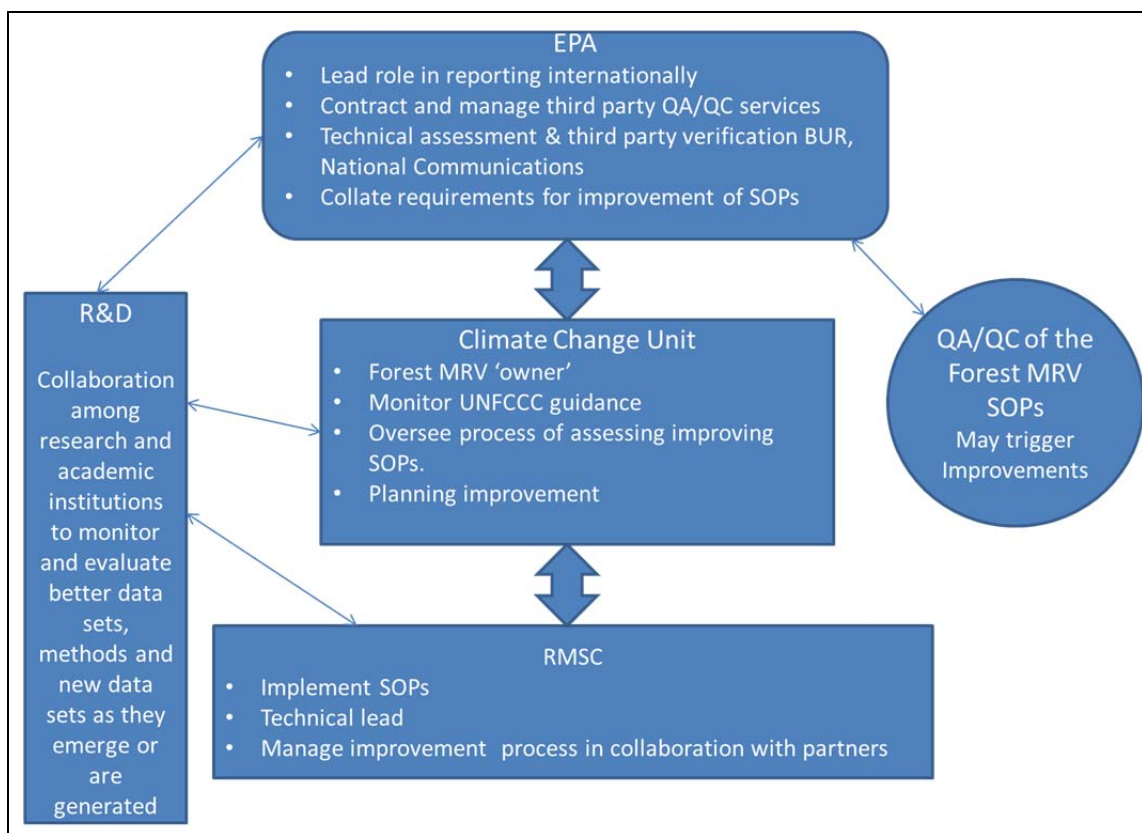 EPA
• Lead role in reporting internationally
• Contract and manage third party QA/QC services
• Technical assessment & third party verification BUR,
National Communications
• Collate requirements for improvement of SOPs
R&D
Collaboration
among
research and
academic
institutions
to monitor
and evaluate
better data
sets,
methods and
new data
sets as they
emerge or
are
generated
Climate Change Unit
• Forest MRV ‘owner’
• Monitor UNFCCC guidance
• Oversee process of assessing improving
SOPs.
• Planning improvement
QA/QC of the
Forest MRV
SOPs
May trigger
Improvements
RMSC
• Implement SOPs
• Technical lead
• Manage improvement process in collaboration with partners